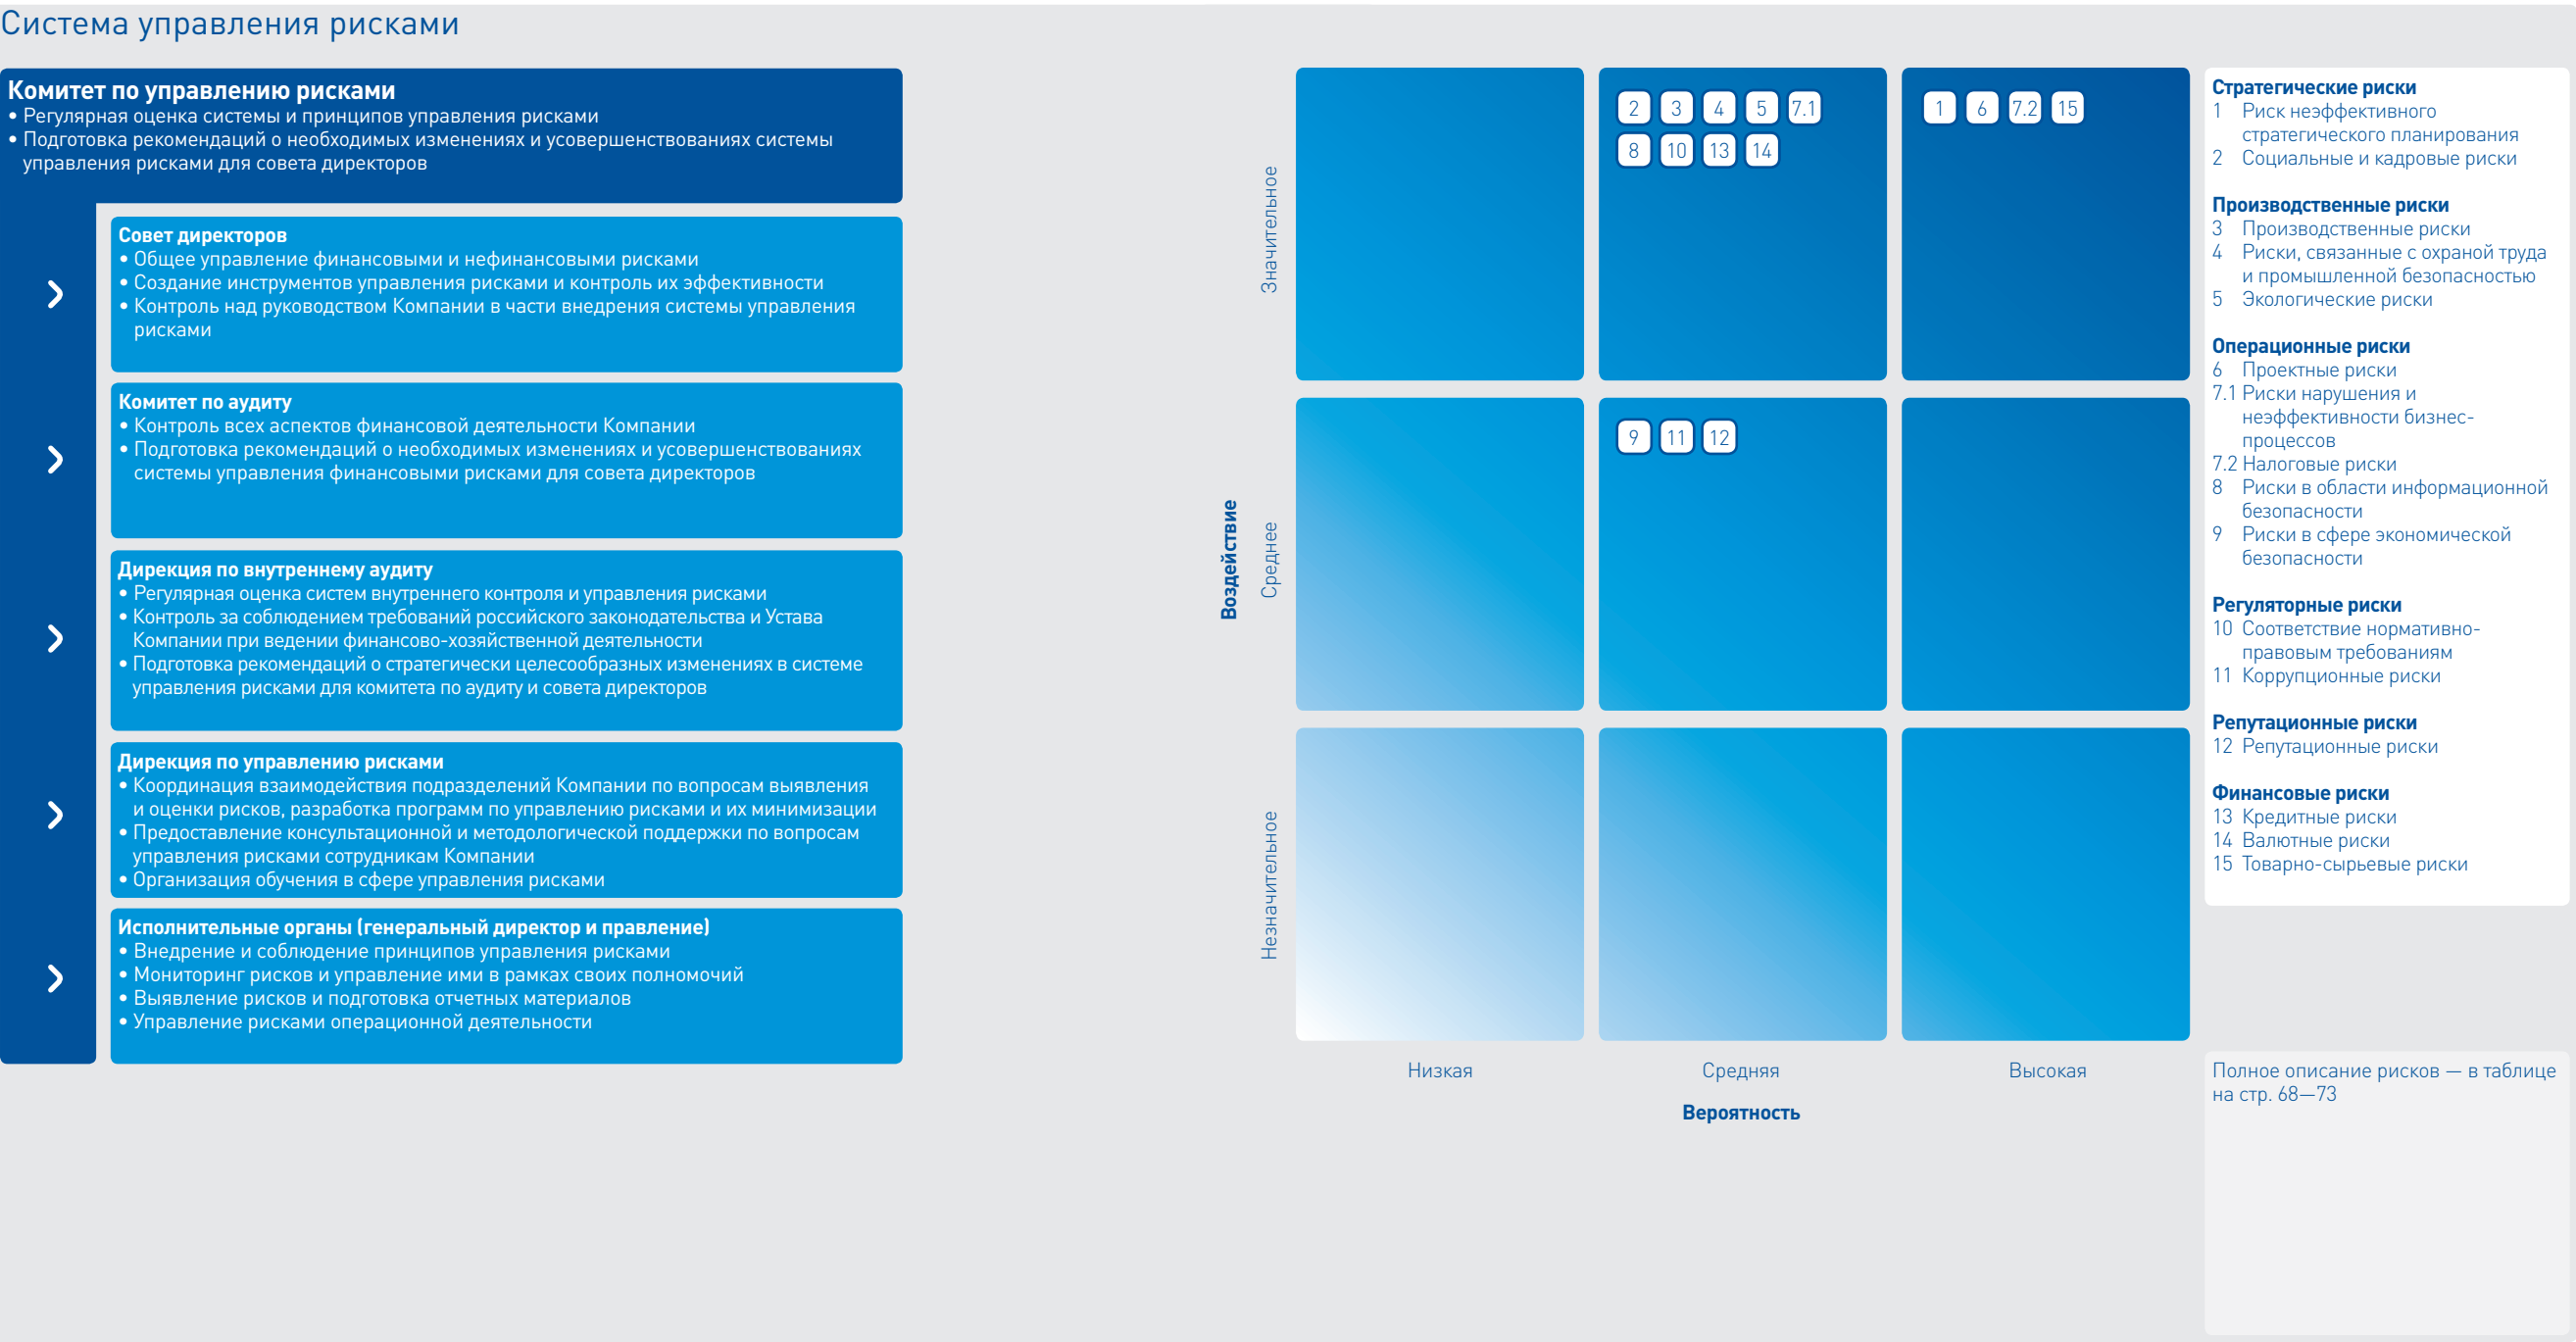 Система управления рисками
Комитет по управлению рисками
• Регулярная оценка системы и принципов управления рисками
• Подготовка рекомендаций о необходимых изменениях и усовершенствованиях системы
управления рисками для совета директоров
Совет директоров
• Общее управление финансовыми и нефинансовыми рисками
• Создание инструментов управления рисками и контроль их эффективности
• Контроль над руководством Компании в части внедрения системы управления
рисками
Комитет по аудиту
• Контроль всех аспектов финансовой деятельности Компании
• Подготовка рекомендаций о необходимых изменениях и усовершенствованиях
системы управления финансовыми рисками для совета директоров
Дирекция по внутреннему аудиту
• Регулярная оценка систем внутреннего контроля и управления рисками
• Контроль за соблюдением требований российского законодательства и Устава
Компании при ведении финансово-хозяйственной деятельности
• Подготовка рекомендаций о стратегически целесообразных изменениях в системе
управления рисками для комитета по аудиту и совета директоров
Дирекция по управлению рисками
• Координация взаимодействия подразделений Компании по вопросам выявления
и оценки рисков, разработка программ по управлению рисками и их минимизации
• Предоставление консультационной и методологической поддержки по вопросам
управления рисками сотрудникам Компании
• Организация обучения в сфере управления рисками
Исполнительные органы (генеральный директор и правление)
• Внедрение и соблюдение принципов управления рисками
• Мониторинг рисков и управление ими в рамках своих полномочий
• Выявление рисков и подготовка отчетных материалов
• Управление рисками операционной деятельности
Воздействие
Значительное
2 3 4 5 7.1
8 10 13 14
1 6 7.2 15
Среднее
9 11 12
Незначительное
Низкая
Средняя
Высокая
Вероятность
Стратегические риски
1 Риск неэффективного
стратегического планирования
2 Социальные и кадровые риски
Производственные риски
3 Производственные риски
4 Риски, связанные с охраной труда
и промышленной безопасностью
5 Экологические риски
Операционные риски
6 Проектные риски
7.1 Риски нарушения и
неэффективности бизнес-
процессов
7.2 Налоговые риски
8 Риски в области информационной
безопасности
9 Риски в сфере экономической
безопасности
Регуляторные риски
10 Соответствие нормативно-
правовым требованиям
11 Коррупционные риски
Репутационные риски
12 Репутационные риски
Финансовые риски
13 Кредитные риски
14 Валютные риски
15 Товарно-сырьевые риски
Полное описание рисков — в таблице
на стр. 68—73